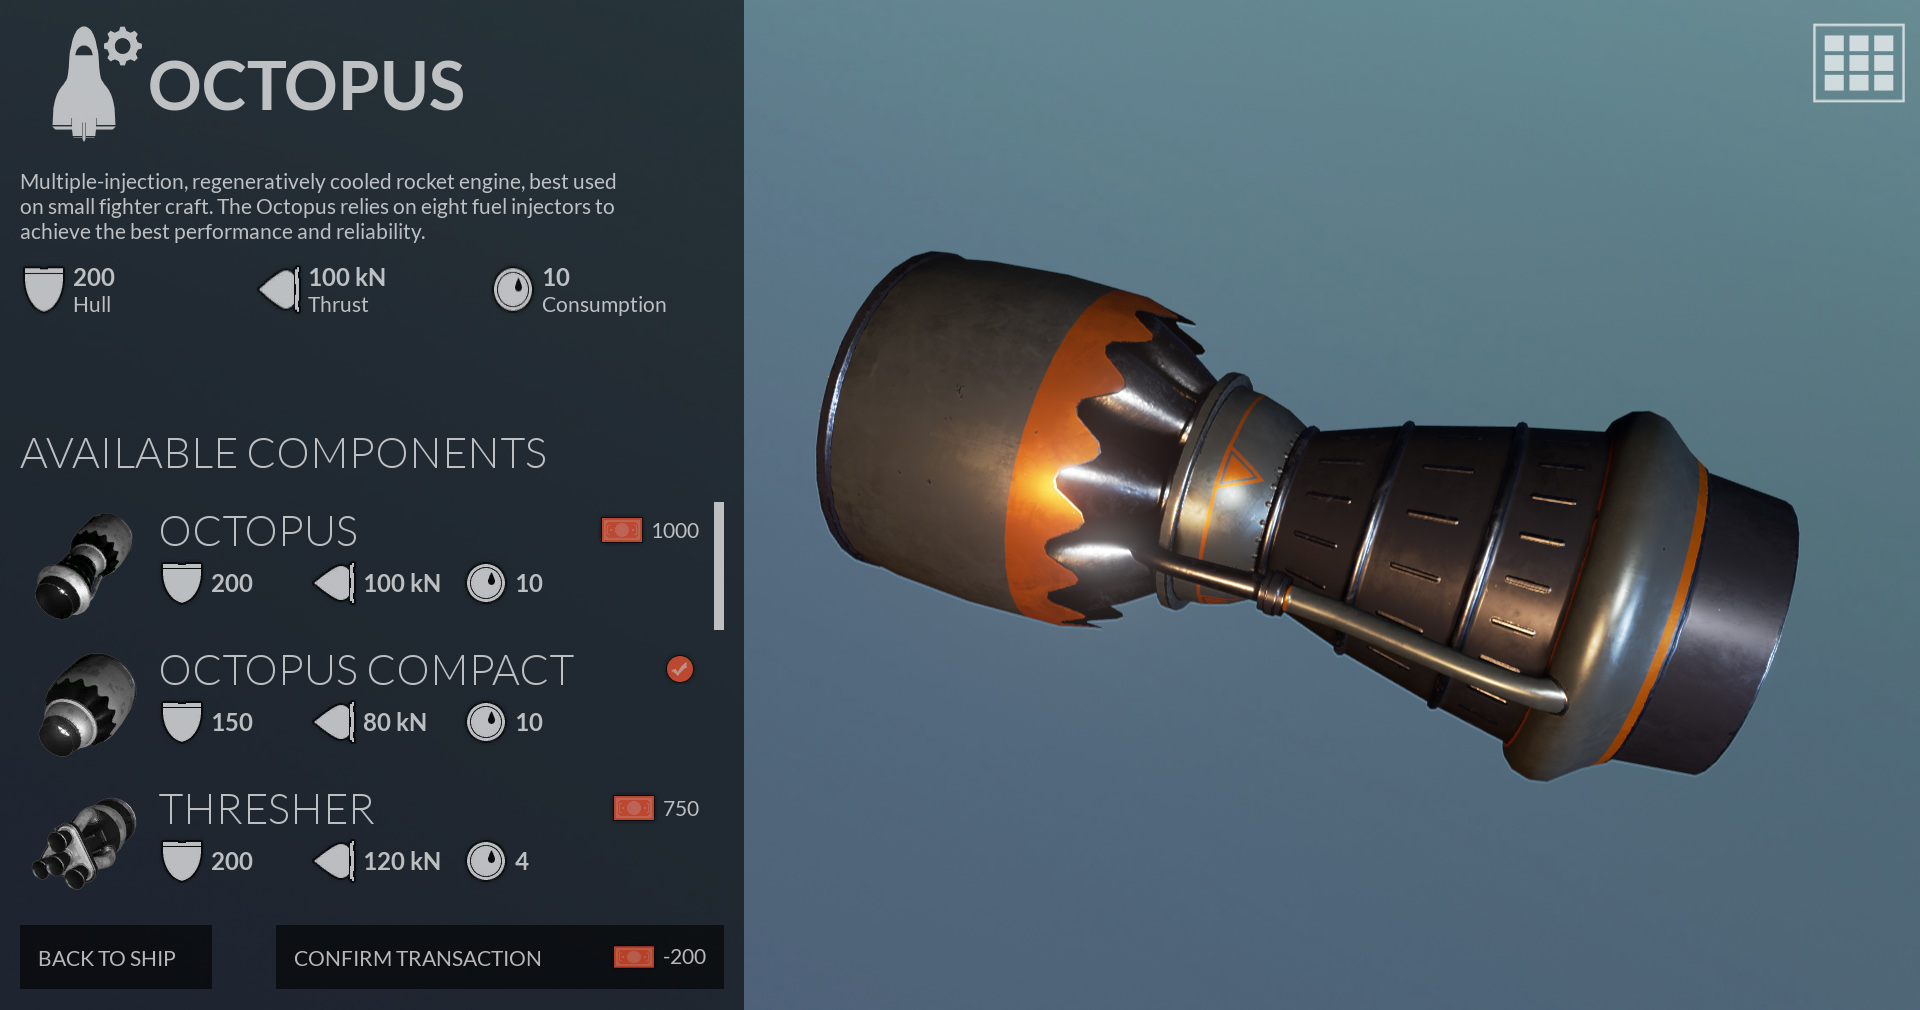 OCTOPUS
Multiple-injection, regeneratively cooled rocket engine, best used
on small fighter craft. The Octopus relies on eight fuel injectors to
achieve the best performance and reliability.
200
Hull
100 kN
Thrust
10
Consumption
AVAILABLE COMPONENTS
OCTOPUS
1000
200
100 kN
10
OCTOPUS COMPACT
150
80 kN
10
THRESHER
750
200
120 kN
4
BACK TO SHIP
CONFIRM TRANSACTION
-200